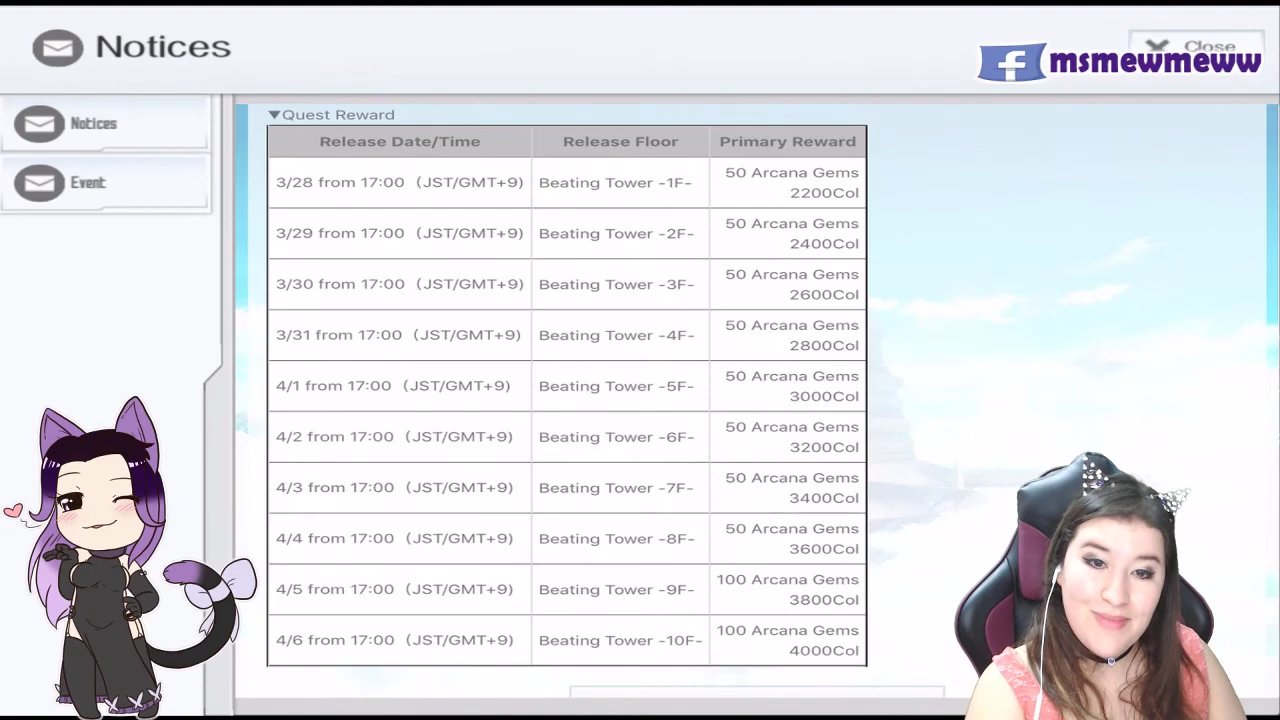 Notices
Close
f msmewmeww
Notices
Event
▼Quest Reward
Release Date/Time Release Floor Primary Reward
3/28 from 17:00 (JST/GMT+9) Beating Tower -1F- 50 Arcana Gems
2200Col
3/29 from 17:00 (JST/GMT+9) Beating Tower -2F- 50 Arcana Gems
2400Col
3/30 from 17:00 (JST/GMT+9) Beating Tower -3F- 50 Arcana Gems
2600Col
3/31 from 17:00 (JST/GMT+9) Beating Tower -4F- 50 Arcana Gems
2800Col
4/1 from 17:00 (JST/GMT+9) Beating Tower -5F- 50 Arcana Gems
3000Col
4/2 from 17:00 (JST/GMT+9) Beating Tower -6F- 50 Arcana Gems
3200Col
4/3 from 17:00 (JST/GMT+9) Beating Tower -7F- 50 Arcana Gems
3400Col
4/4 from 17:00 (JST/GMT+9) Beating Tower -8F- 50 Arcana Gems
3600Col
4/5 from 17:00 (JST/GMT+9) Beating Tower -9F- 100 Arcana Gems
3800Col
4/6 from 17:00 (JST/GMT+9) Beating Tower -10F- 100 Arcana Gems
4000Col